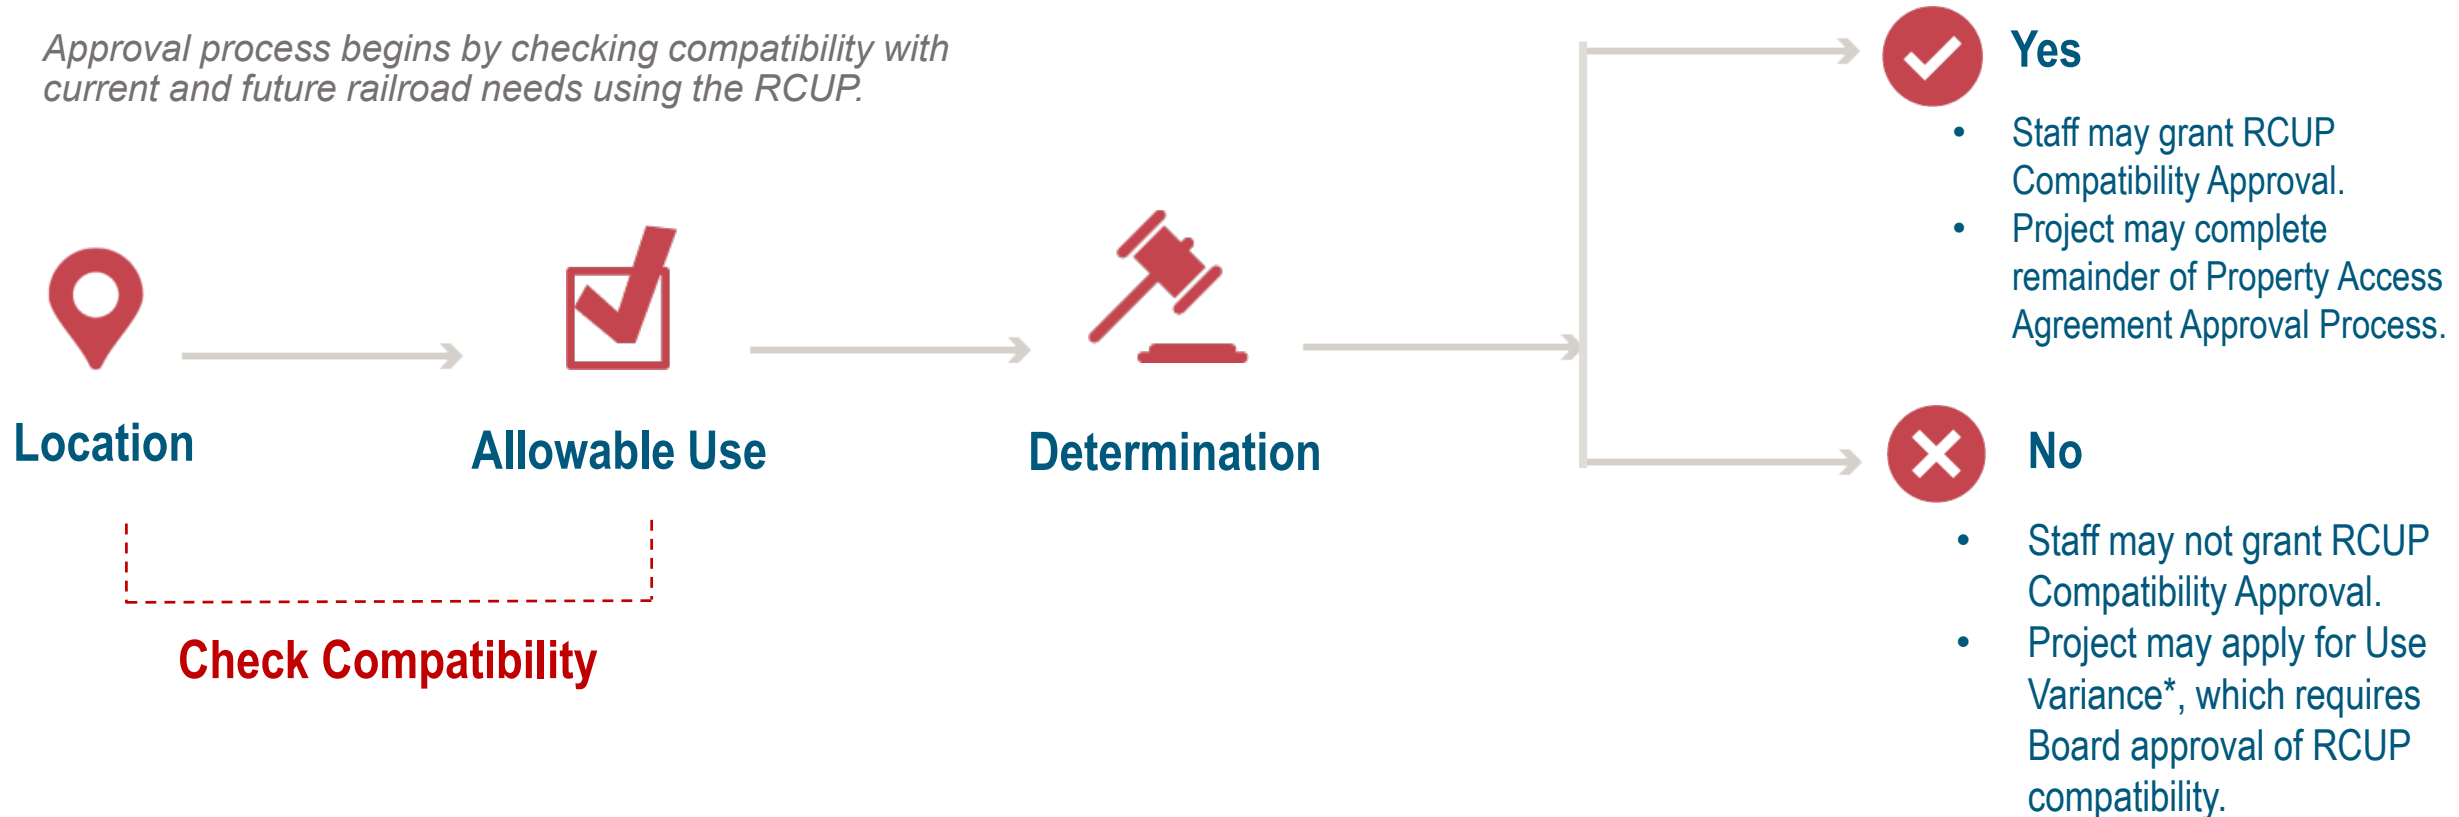 Approval process begins by checking compatibility with
current and future railroad needs using the RCUP.
Location
Allowable Use
Determination
Check Compatibility
Yes
• Staff may grant RCUP
Compatibility Approval.
• Project may complete
remainder of Property Access
Agreement Approval Process.
No
• Staff may not grant RCUP
Compatibility Approval.
• Project may apply for Use
Variance*, which requires
Board approval of RCUP
compatibility.